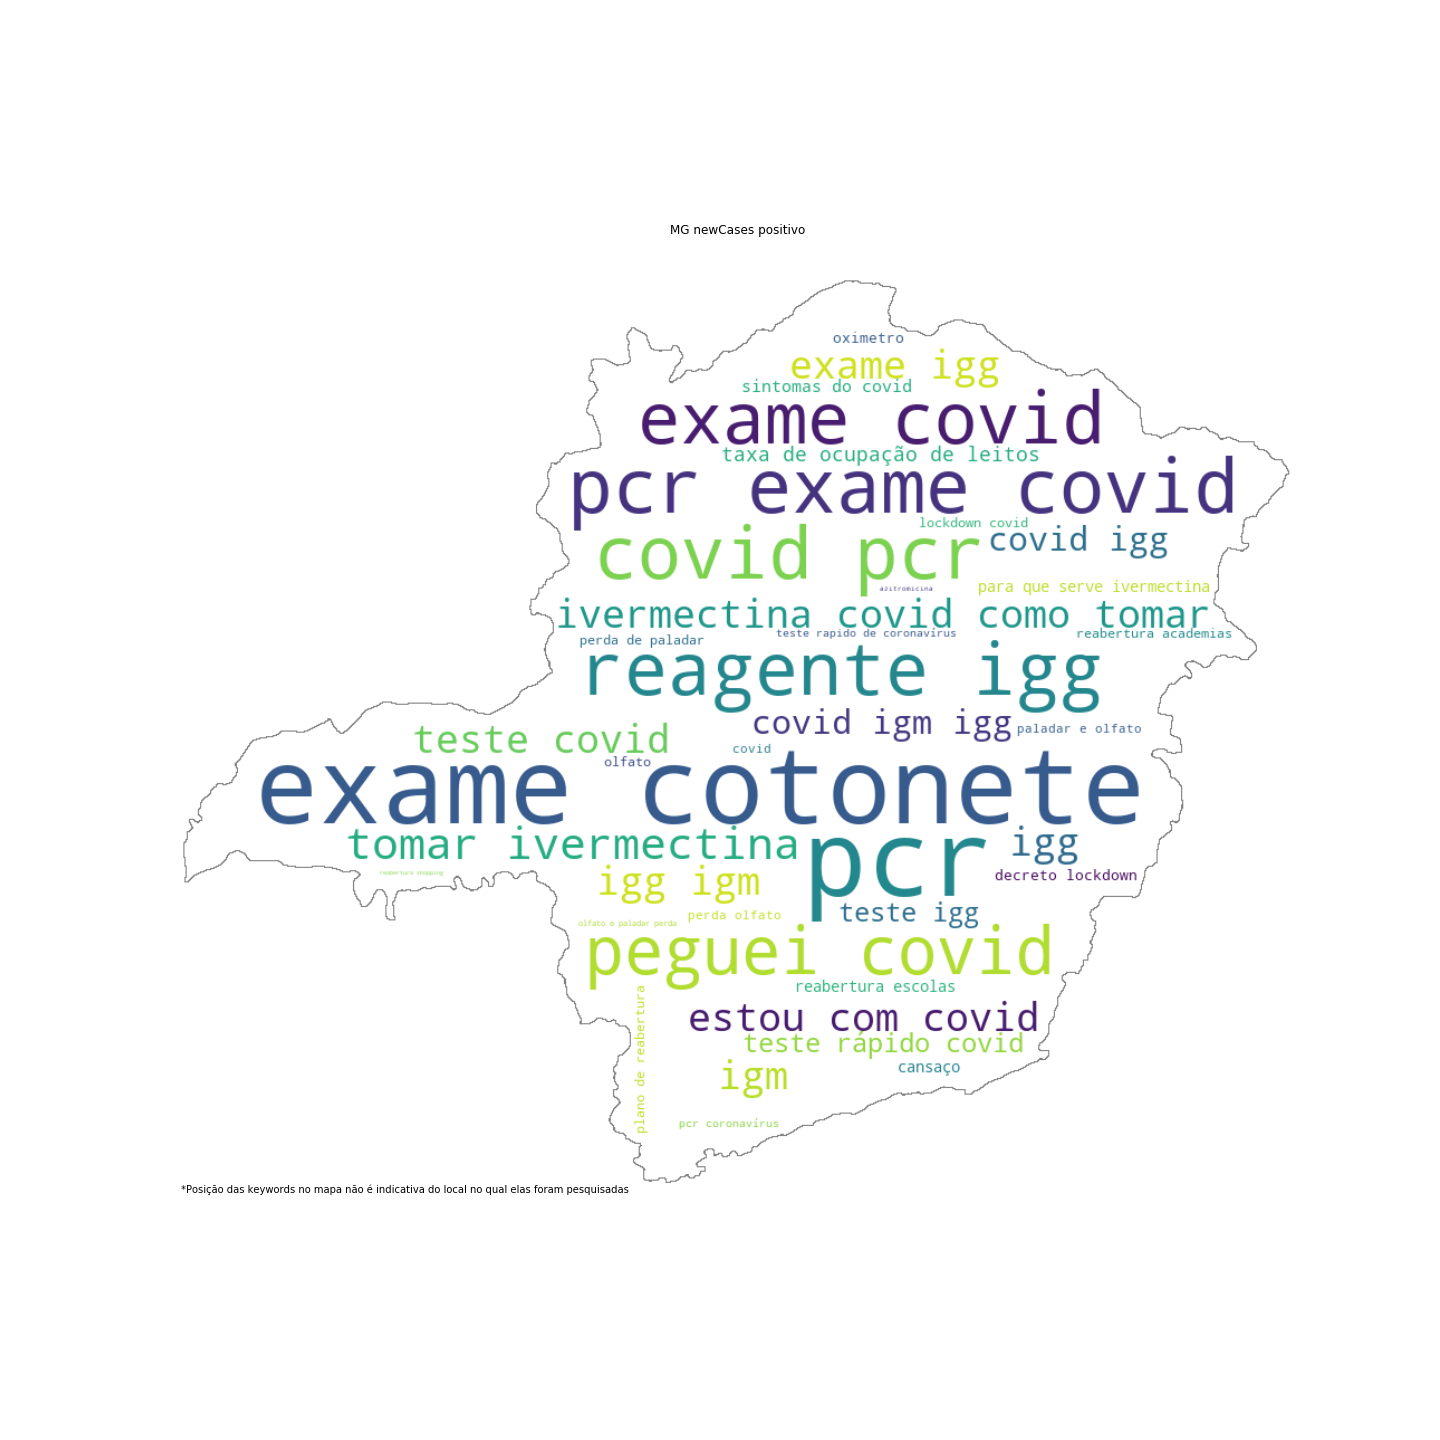 MG newCases positivo
oximetro
exame igg
sintomas do covid
exame covid
taxa de ocupação de leitos
pcr exame covid
lockdown covid
covid pcr
covid igg
azitromicina
para que serve ivermectina
ivermectina covid como tomar
teste rapido de coronavírus
reabertura academias
perda de paladar
reagente igg
covid igm igg
paladar e olfato
teste covid
covid
olfato
exame cotonete
tomar ivermectina
pcr
igg
reabertura shopping
decreto lockdown
igg igm
teste igg
perda olfato
olfato e paladar perda
peguei covid
reabertura escolas
plano de reabertura
estou com covid
teste rápido covid
cansaço
igm
pcr coronavírus
*Posição das keywords no mapa não é indicativa do local no qual elas foram pesquisadas